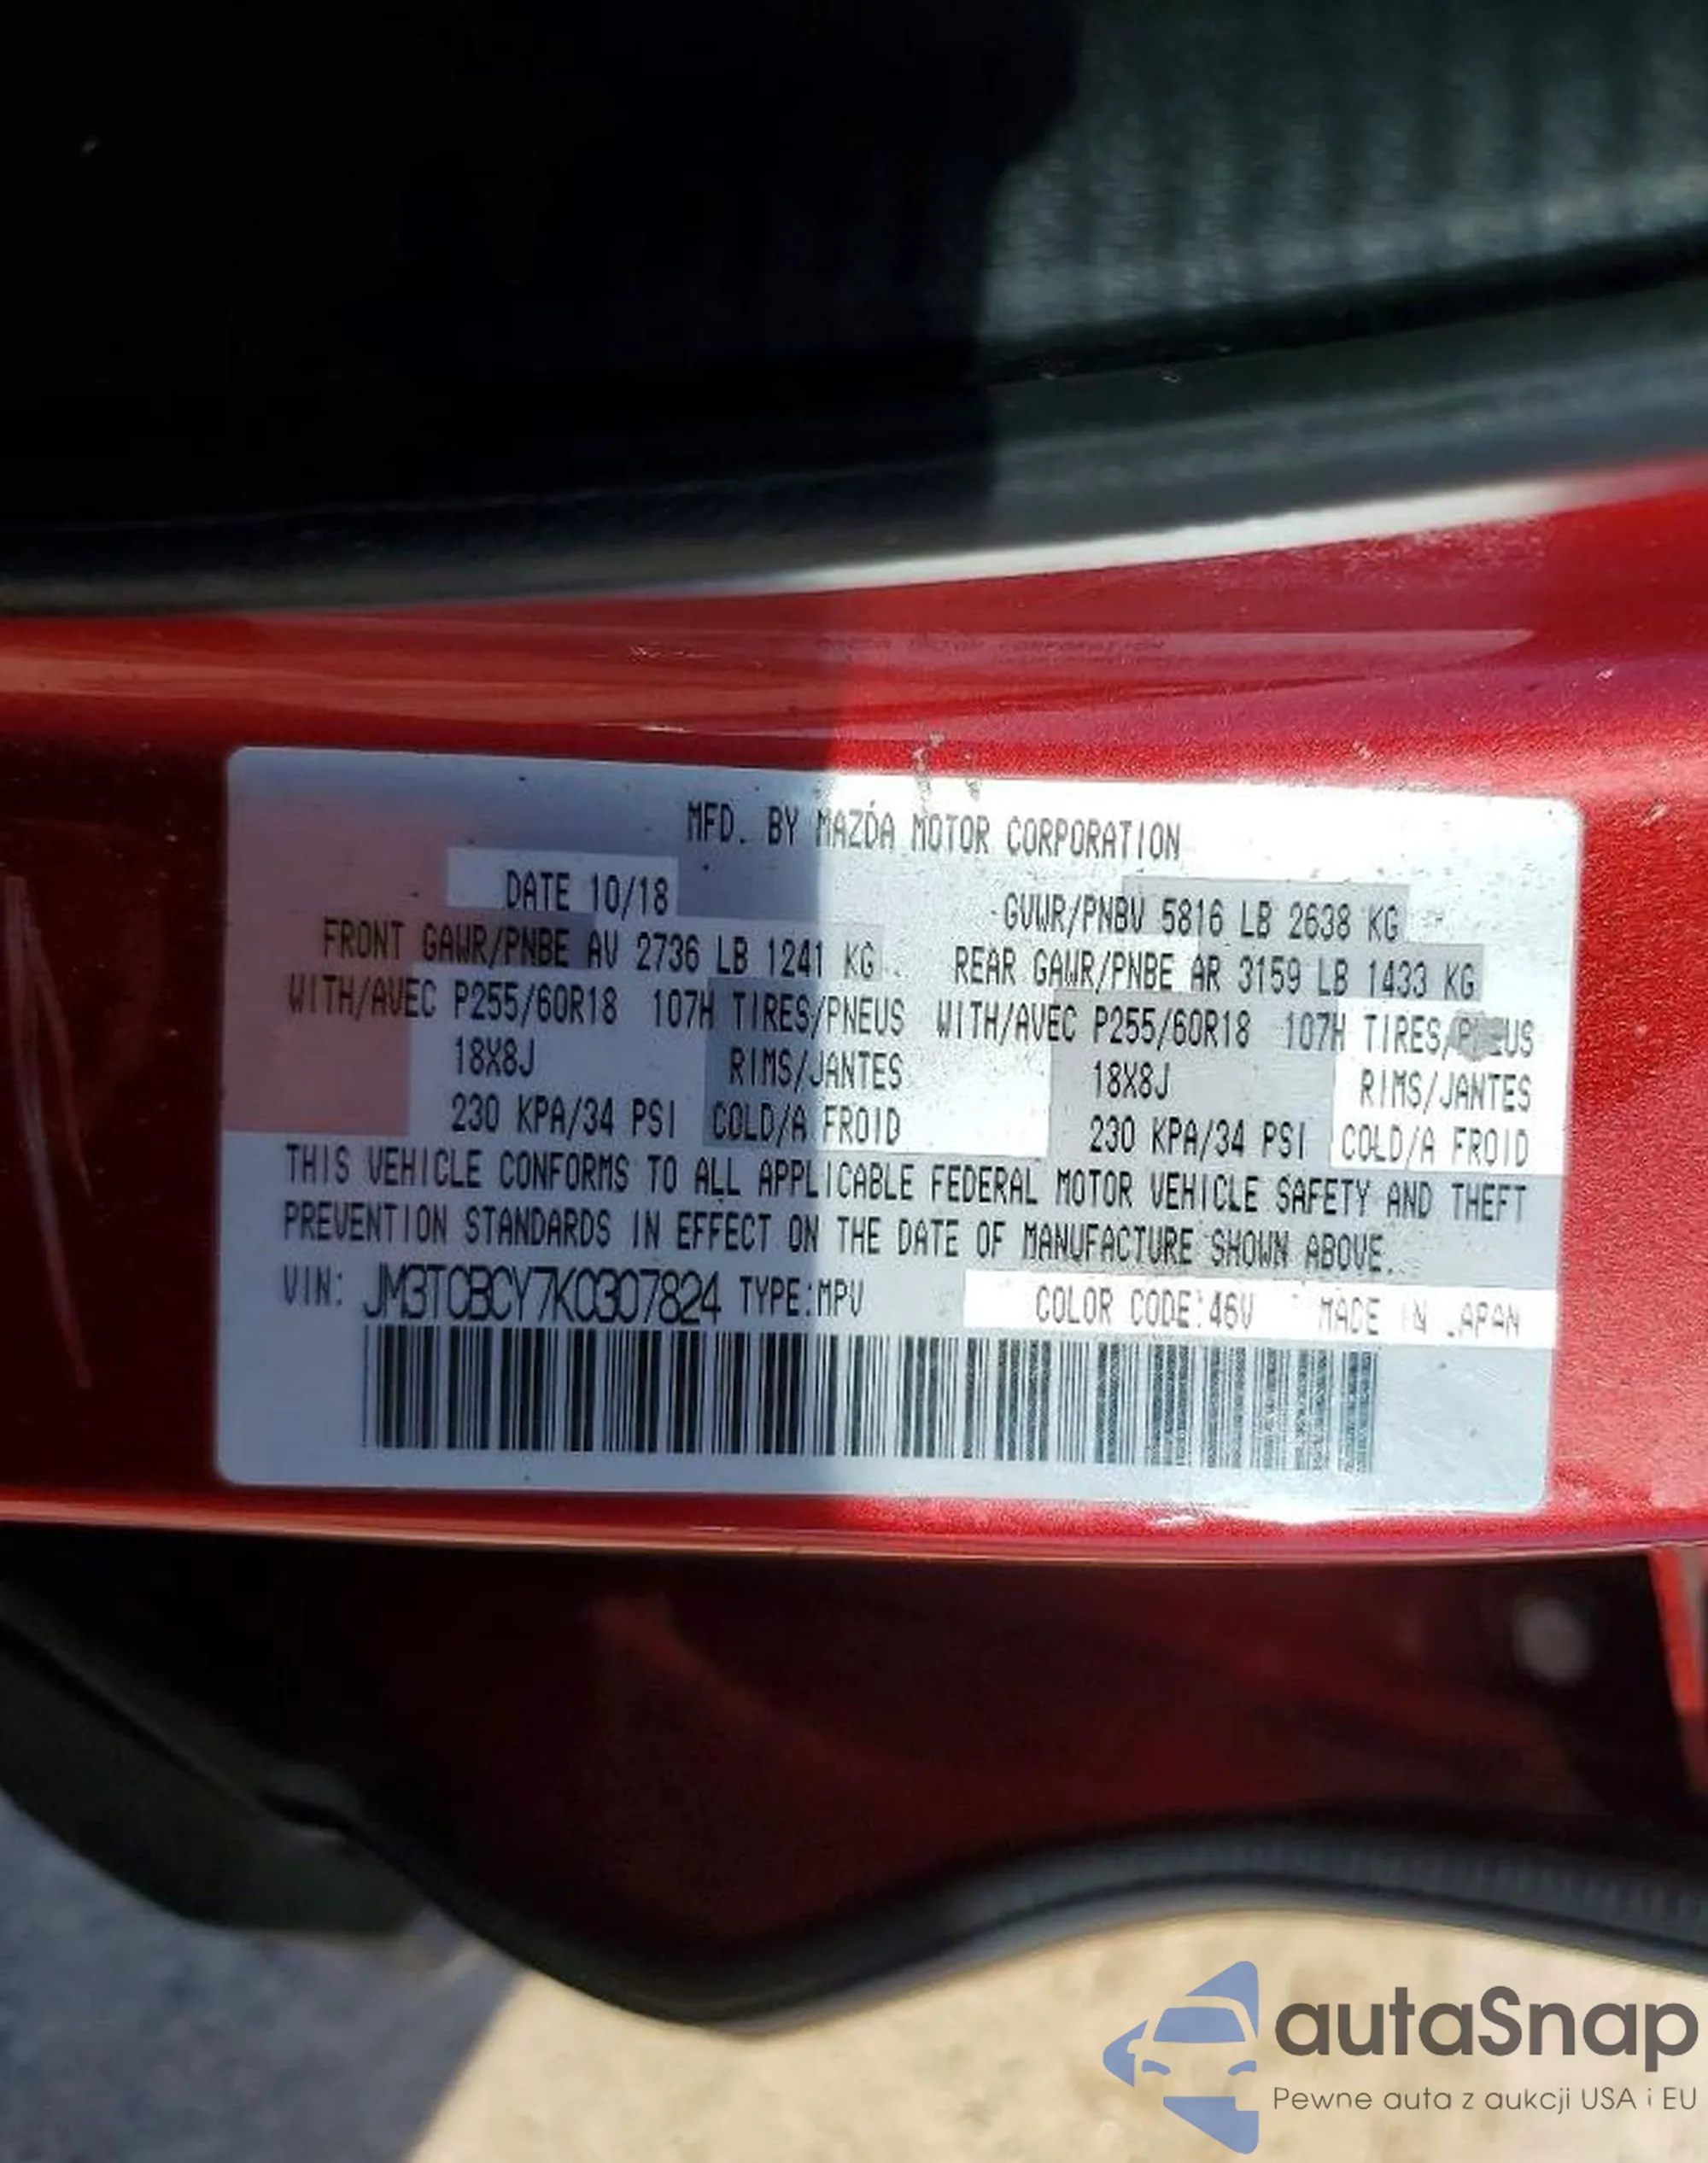 MFD. BY MAZDA MOTOR CORPORATION
DATE 10/18 GVWR/PNBV 5816 LB 2638 KG
FRONT GAWR/PNBE AV 2736 LB 1241 KG REAR GAWR/PNBE AR 3159 LB 1433 KG
WITH/AVEC P255/60R18 107H TIRES/PNEUS WITH/AVEC P255/60R18 107H TIRES/PNEUS
18X8J RIMS/JANTES 18X8J RIMS/JANTES
230 KPA/34 PSI COLD/A FROID 230 KPA/34 PSI COLD/A FROID
THIS VEHICLE CONFORMS TO ALL APPLICABLE FEDERAL MOTOR VEHICLE SAFETY AND THEFT
PREVENTION STANDARDS IN EFFECT ON THE DATE OF MANUFACTURE SHOWN ABOVE.
VIN: JM3TCBCY7K0307824 TYPE:MPV COLOR CODE:46V MADE IN JAPAN
autaSnap
Pewne auta z aukcji USA i EU